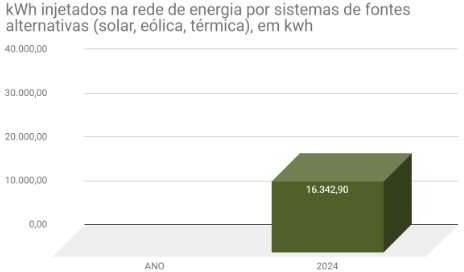 kWh injetados na rede de energia por sistemas de fontes
alternativas (solar, eólica, térmica), em kwh
40.000,00
30.000,00
20.000,00
10.000,00
16.342,90
0,00
ANO
2024